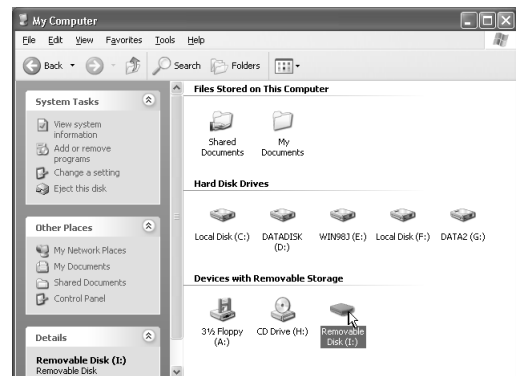 My Computer
File Edit View Favorites Tools Help
Back Search Folders
System Tasks
View system
information
Add or remove
programs
Change a setting
Eject this disk
Other Places
My Network Places
My Documents
Shared Documents
Control Panel
Details
Removable Disk (I:)
Removable Disk
Files Stored on This Computer
Shared
Documents
My
Documents
Hard Disk Drives
Local Disk (C:)
DATADISK
(D:)
WIN98J (E:)
Local Disk (F:)
DATA2 (G:)
Devices with Removable Storage
3½ Floppy
(A:)
CD Drive (H:)
Removable
Disk (I:)